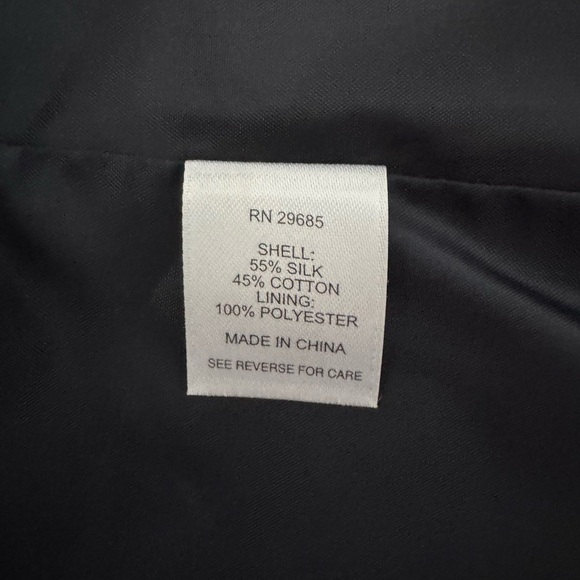 RN 29685
SHELL:
55% SILK
45% COTTON
LINING:
100% POLYESTER
MADE IN CHINA
SEE REVERSE FOR CARE